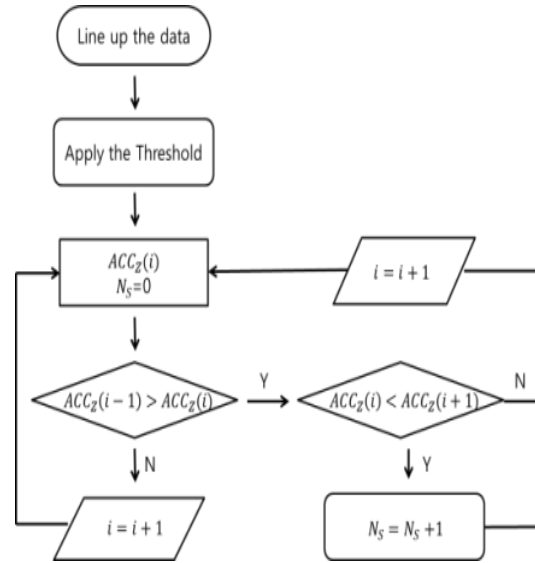 Line up the data
Apply the Threshold
ACC_Z(i)
N_S=0
i = i + 1
ACC_Z(i − 1) > ACC_Z(i)
Y
ACC_Z(i) < ACC_Z(i + 1)
N
N
Y
i = i + 1
N_S = N_S +1